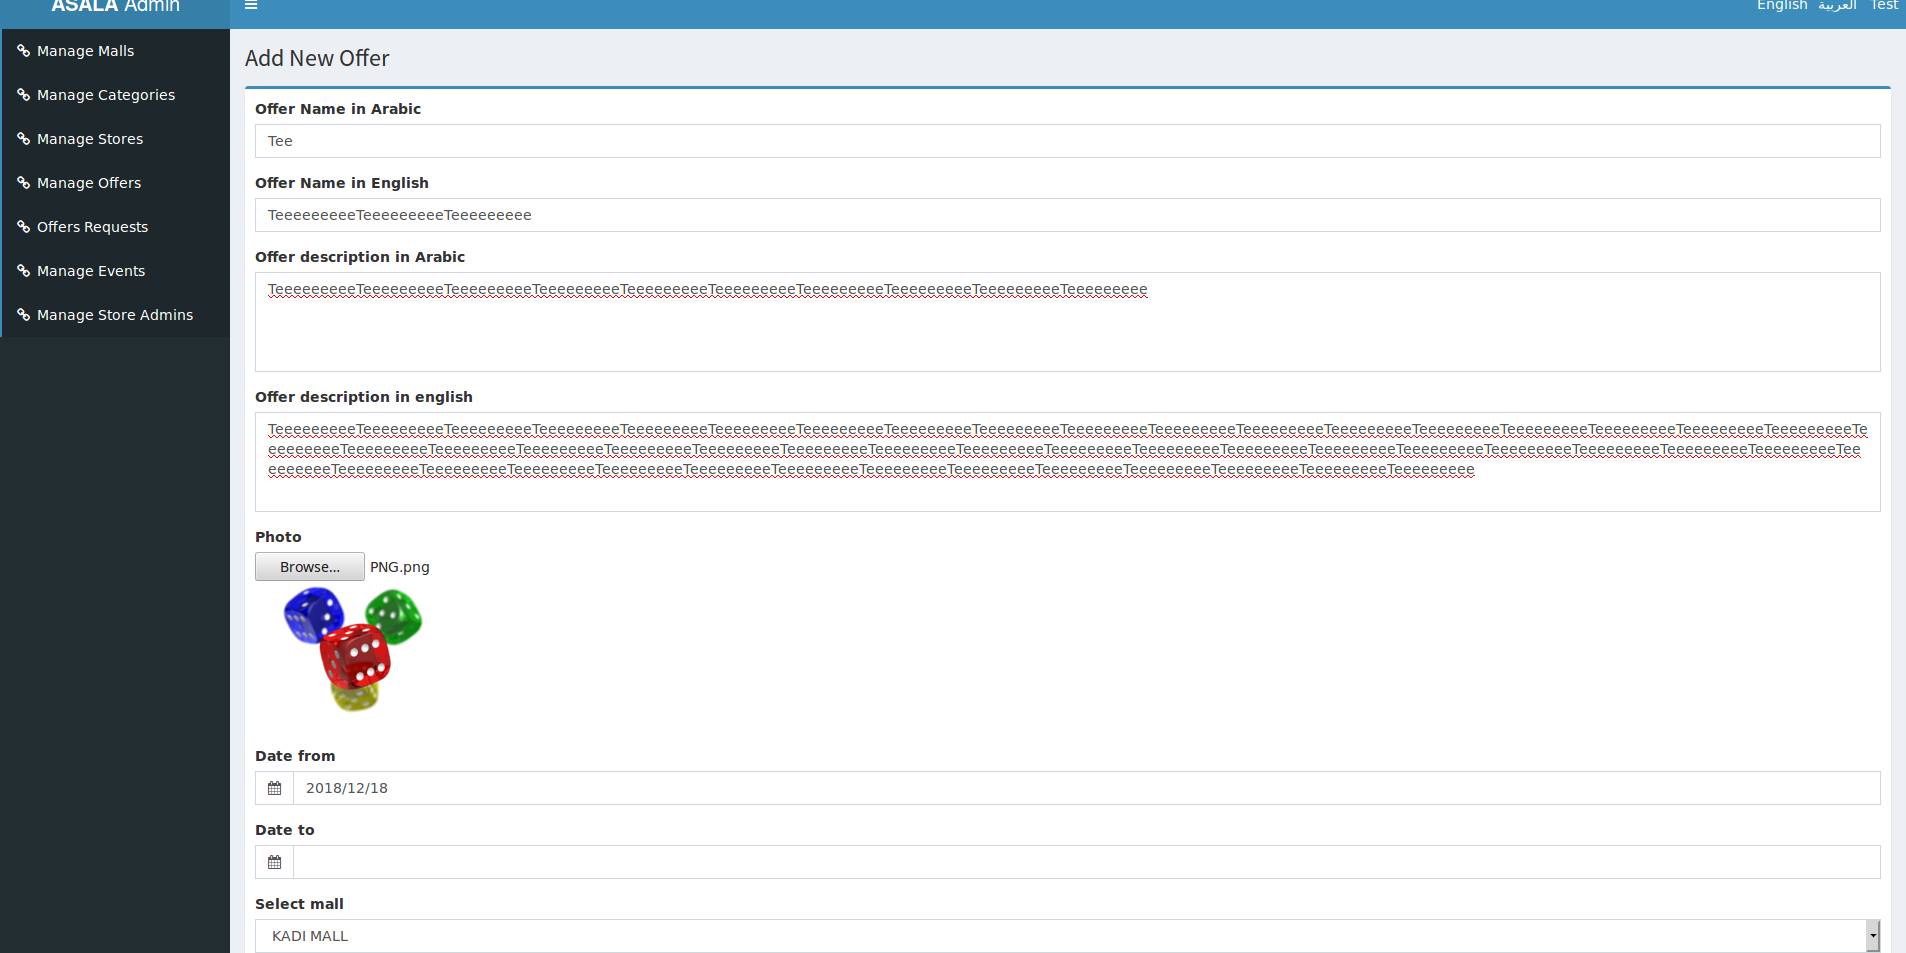 ASALA Admin
English العربية Test
Manage Malls
Manage Categories
Manage Stores
Manage Offers
Offers Requests
Manage Events
Manage Store Admins
Add New Offer
Offer Name in Arabic
Tee
Offer Name in English
TeeeeeeeeeTeeeeeeeeeTeeeeeeeee
Offer description in Arabic
TeeeeeeeeeTeeeeeeeeeTeeeeeeeeeTeeeeeeeeeTeeeeeeeeeTeeeeeeeeeTeeeeeeeeeTeeeeeeeeeTeeeeeeeeeTeeeeeeeee
Offer description in english
TeeeeeeeeeTeeeeeeeeeTeeeeeeeeeTeeeeeeeeeTeeeeeeeeeTeeeeeeeeeTeeeeeeeeeTeeeeeeeeeTeeeeeeeeeTeeeeeeeeeTeeeeeeeeeTeeeeeeeeeTeeeeeeeeeTeeeeeeeeeTeeeeeeeeeTeeeeeeeeeTeeeeeeeeeTeeeeeeeeeTe
eeeeeeeeTeeeeeeeeeTeeeeeeeeeTeeeeeeeeeTeeeeeeeeeTeeeeeeeeeTeeeeeeeeeTeeeeeeeeeTeeeeeeeeeTeeeeeeeeeTeeeeeeeeeTeeeeeeeeeTeeeeeeeeeTeeeeeeeeeTeeeeeeeeeTeeeeeeeeeTeeeeeeeeeTeeeeeeeeeTee
eeeeeeeTeeeeeeeeeTeeeeeeeeeTeeeeeeeeeTeeeeeeeeeTeeeeeeeeeTeeeeeeeeeTeeeeeeeeeTeeeeeeeeeTeeeeeeeeeTeeeeeeeeeTeeeeeeeeeTeeeeeeeeeTeeeeeeeee
Photo
Browse... PNG.png
Date from
2018/12/18
Date to
Select mall
KADI MALL